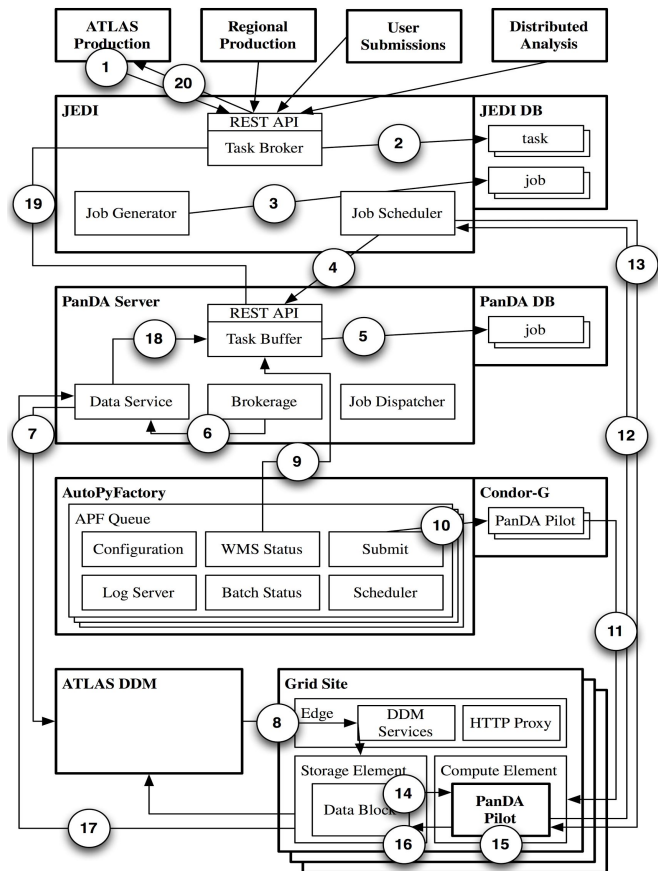 ATLAS
Production
Regional
Production
User
Submissions
Distributed
Analysis
1
20
JEDI
REST API
Task Broker
2
JEDI DB
task
job
19
Job Generator
3
Job Scheduler
13
4
PanDA Server
REST API
Task Buffer
5
PanDA DB
job
18
Data Service
Brokerage
Job Dispatcher
7
6
12
9
AutoPyFactory
APF Queue
Configuration
WMS Status
Submit
10
Condor-G
PanDA Pilot
Log Server
Batch Status
Scheduler
11
ATLAS DDM
Grid Site
8
Edge
DDM
Services
HTTP Proxy
Storage Element
Compute Element
Data Block
14
PanDA
Pilot
17
16
15